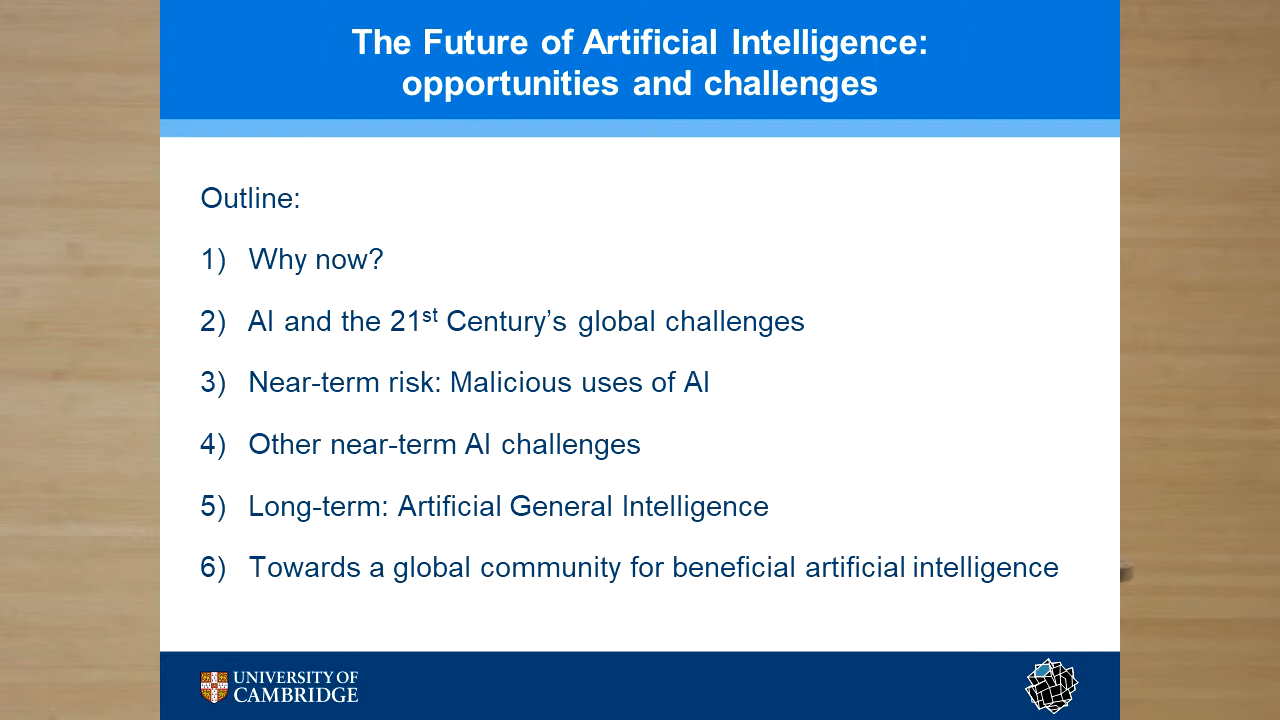 The Future of Artificial Intelligence:
opportunities and challenges
Outline:
1) Why now?
2) AI and the 21st Century’s global challenges
3) Near-term risk: Malicious uses of AI
4) Other near-term AI challenges
5) Long-term: Artificial General Intelligence
6) Towards a global community for beneficial artificial intelligence
UNIVERSITY OF
CAMBRIDGE